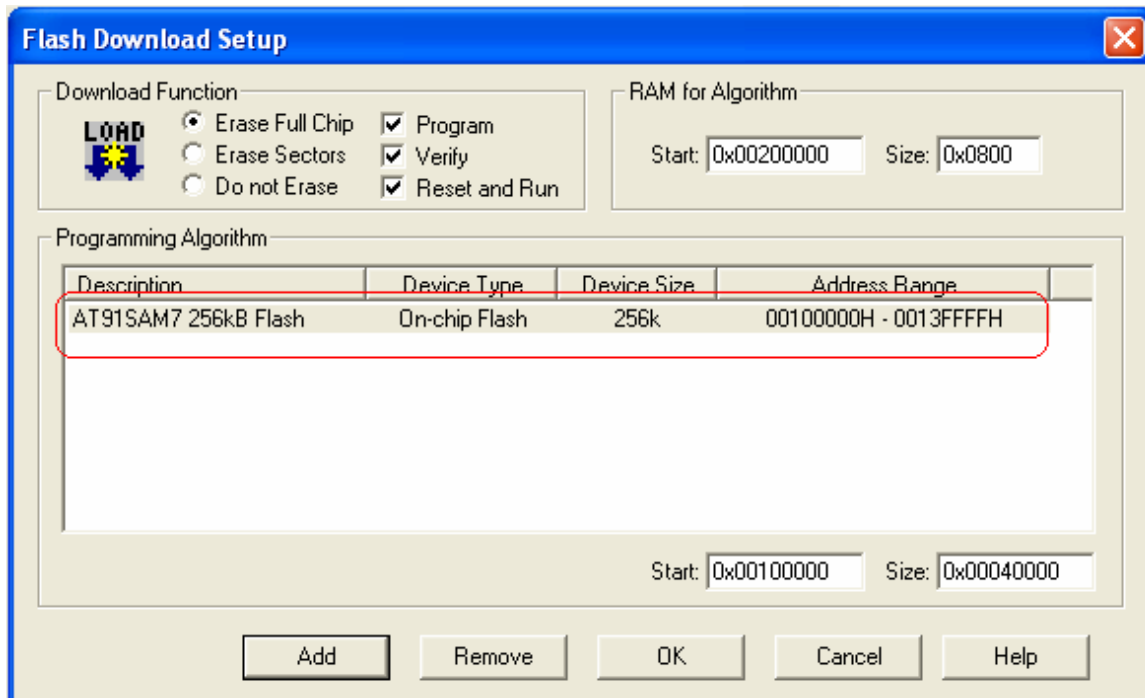 Flash Download Setup
Download Function
LOAD
Erase Full Chip
Erase Sectors
Do not Erase
Program
Verify
Reset and Run
RAM for Algorithm
Start: 0x00200000 Size: 0x0800
Programming Algorithm
Description Device Type Device Size Address Range
AT91SAM7 256kB Flash On-chip Flash 256k 00100000H - 0013FFFFH
Start: 0x00100000 Size: 0x00040000
Add Remove OK Cancel Help